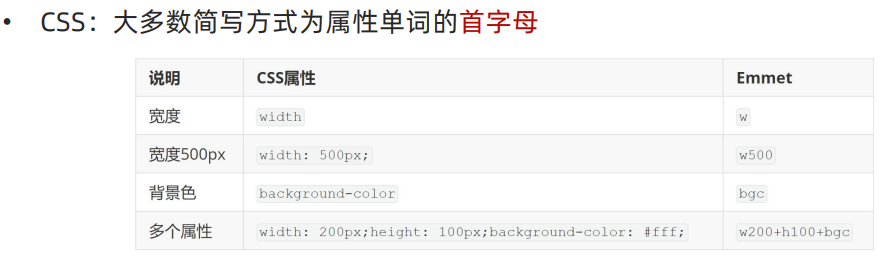 • CSS：大多数简写方式为属性单词的首字母
说明 CSS属性 Emmet
宽度 width w
宽度500px width: 500px; w500
背景色 background-color bgc
多个属性 width: 200px;height: 100px;background-color: #fff; w200+h100+bgc